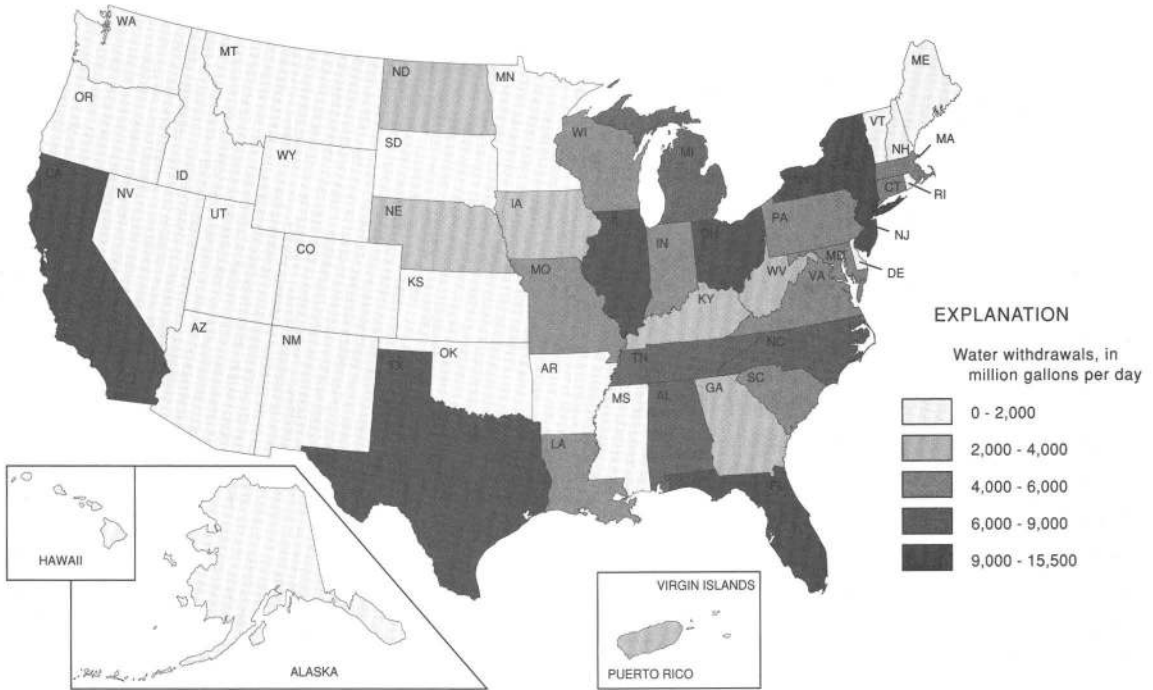 WA
MT
ND
MN
ME
OR
VT
MA
WI
NH
SD
ID
WY
MI
CT
RI
CA
NV
NE
IA
PA
NJ
UT
IN
OH
CO
MD
DE
MO
WV
VA
KS
KY
EXPLANATION
AZ
NM
OK
TN
NC
Water withdrawals, in
million gallons per day
TX
AR
SC
MS
AL
GA
0 - 2,000
LA
2,000 - 4,000
FL
4,000 - 6,000
6,000 - 9,000
HAWAII
9,000 - 15,500
VIRGIN ISLANDS
ALASKA
PUERTO RICO